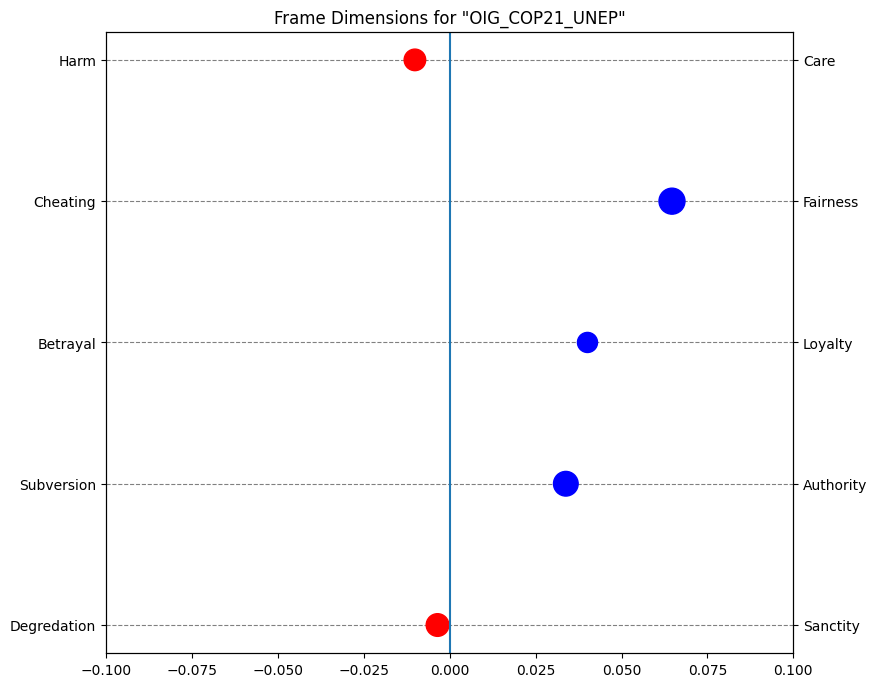 Frame Dimensions for "OIG_COP21_UNEP"
Harm Care
Cheating Fairness
Betrayal Loyalty
Subversion Authority
Degredation Sanctity
−0.100 −0.075 −0.050 −0.025 0.000 0.025 0.050 0.075 0.100